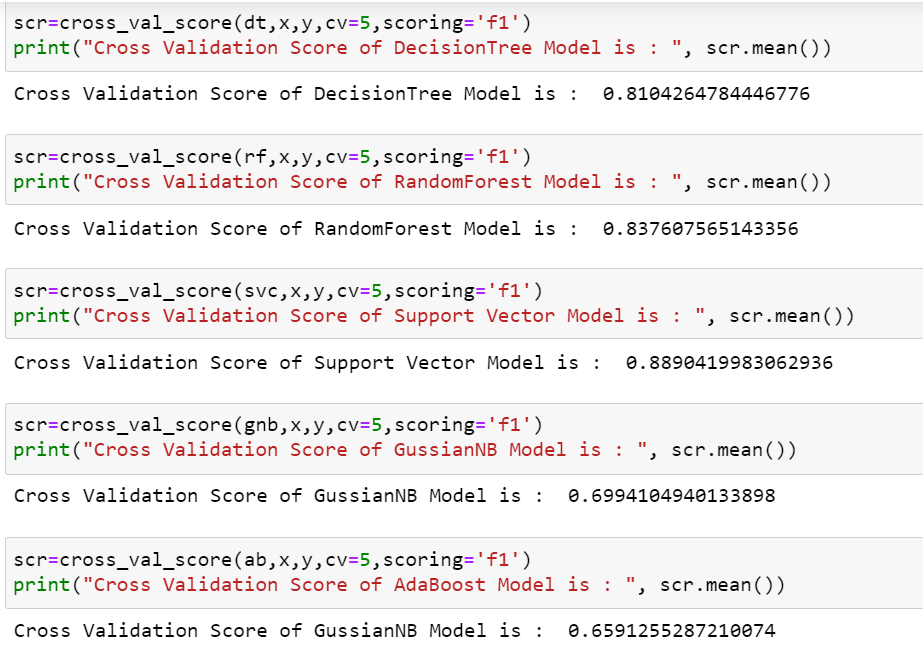 scr=cross_val_score(dt,x,y,cv=5,scoring='f1')
print("Cross Validation Score of DecisionTree Model is : ", scr.mean())
Cross Validation Score of DecisionTree Model is :  0.8104264784446776
scr=cross_val_score(rf,x,y,cv=5,scoring='f1')
print("Cross Validation Score of RandomForest Model is : ", scr.mean())
Cross Validation Score of RandomForest Model is :  0.837607565143356
scr=cross_val_score(svc,x,y,cv=5,scoring='f1')
print("Cross Validation Score of Support Vector Model is : ", scr.mean())
Cross Validation Score of Support Vector Model is :  0.8890419983062936
scr=cross_val_score(gnb,x,y,cv=5,scoring='f1')
print("Cross Validation Score of GussianNB Model is : ", scr.mean())
Cross Validation Score of GussianNB Model is :  0.6994104940133898
scr=cross_val_score(ab,x,y,cv=5,scoring='f1')
print("Cross Validation Score of AdaBoost Model is : ", scr.mean())
Cross Validation Score of GussianNB Model is :  0.6591255287210074